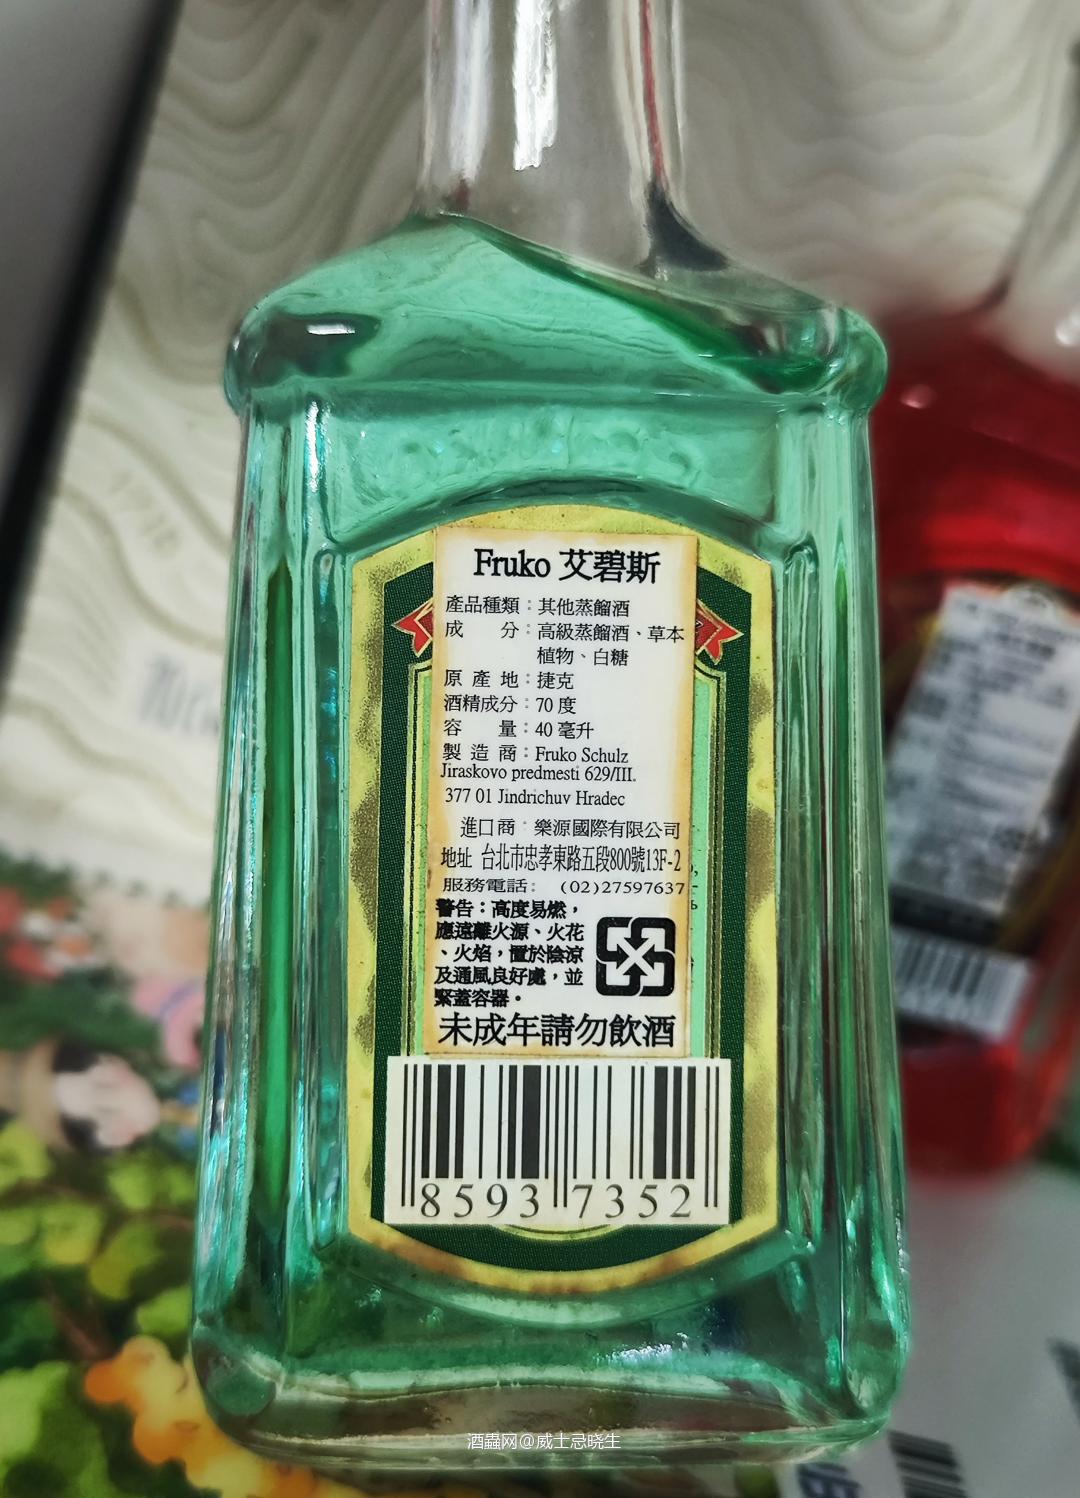 Fruko 艾碧斯
產品種類：其他蒸餾酒
成 分：高級蒸餾酒、草本
植物、白糖
原 產 地：捷克
酒精成分：70 度
容 量：40 毫升
製 造 商：Fruko Schulz
Jiraskovo predmesti 629/III.
377 01 Jindrichuv Hradec
進口商：樂源國際有限公司
地址 台北市忠孝東路五段800號13F-2
服務電話： (02)27597637
警告：高度易燃，
應遠離火源、火花
、火焰，置於陰涼
及通風良好處，並
緊蓋容器。
未成年請勿飲酒
8593 7352
酒蟲网@威士忌晓生